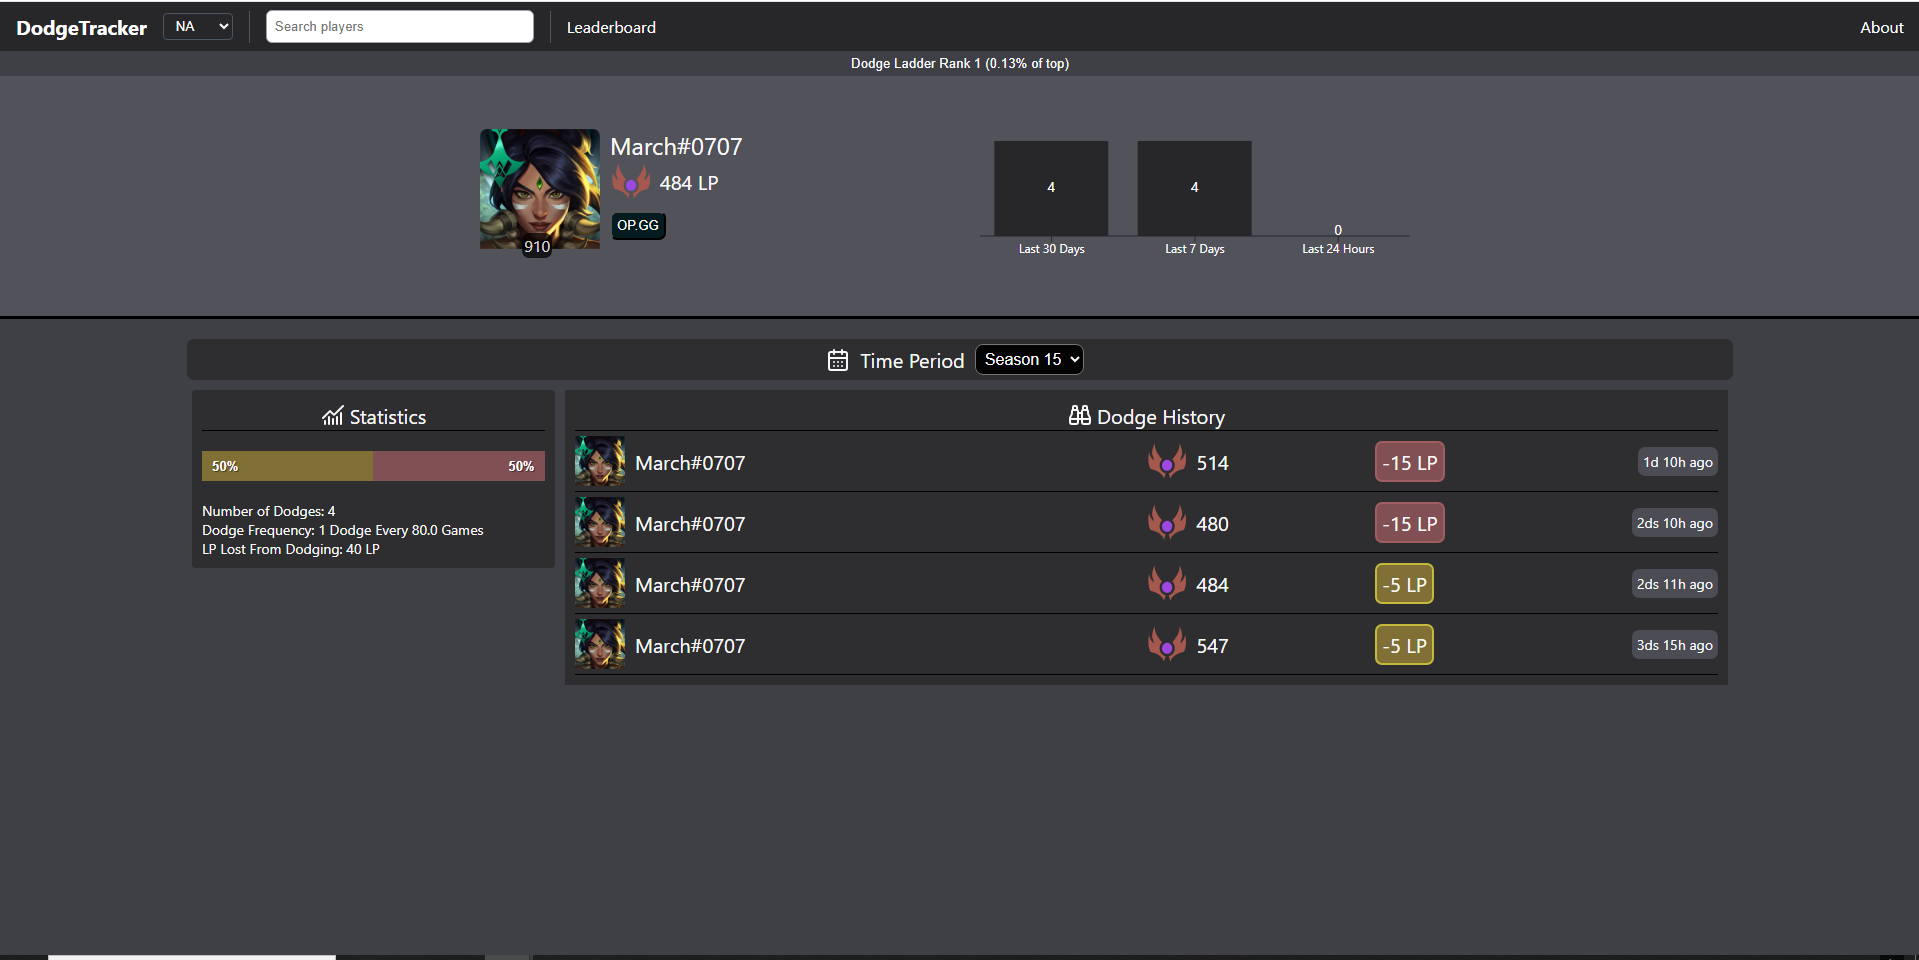 DodgeTracker NA Search players Leaderboard About
Dodge Ladder Rank 1 (0.13% of top)
March#0707
484 LP
OP.GG
910
4 4 0
Last 30 Days Last 7 Days Last 24 Hours
Time Period Season 15
Statistics
50% 50%
Number of Dodges: 4
Dodge Frequency: 1 Dodge Every 80.0 Games
LP Lost From Dodging: 40 LP
Dodge History
March#0707 514 -15 LP 1d 10h ago
March#0707 480 -15 LP 2ds 10h ago
March#0707 484 -5 LP 2ds 11h ago
March#0707 547 -5 LP 3ds 15h ago